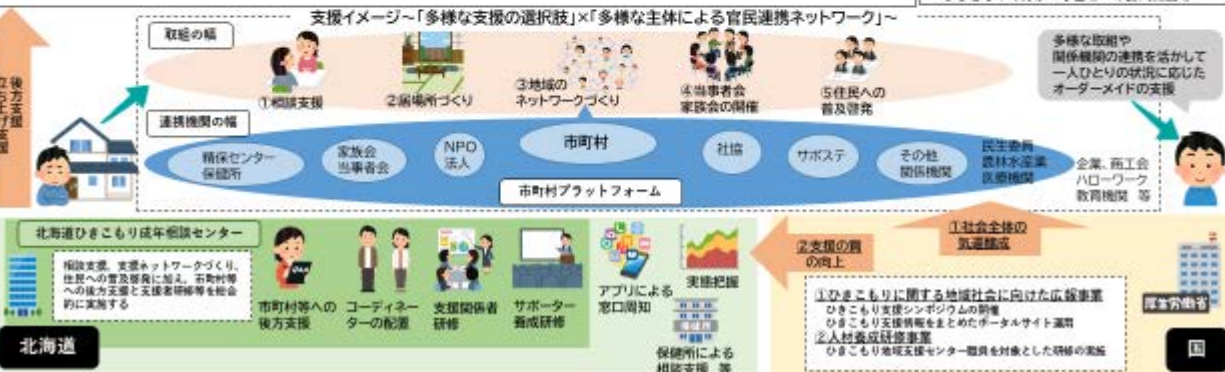 支援イメージ～「多様な支援の選択肢」×「多様な主体による官民連携ネットワーク」～
取組の幅
①相談支援
②居場所づくり
③地域の
ネットワークづくり
④当事者会
家族会の開催
⑤住民への
普及啓発
多様な取組や
関係機関の連携を活かして
一人ひとりの状況に応じた
オーダーメイドの支援
後方支援
立ち上げ支援
連携機関の幅
精保センター
保健所
家族会
当事者会
NPO
法人
市町村
社協
サポステ
その他
関係機関
民生委員
農林水産業
医療機関
企業、商工会
ハローワーク
教育機関 等
市町村プラットフォーム
北海道ひきこもり成年相談センター
相談支援、支援ネットワークづくり、
住民への普及啓発に加え、市町村等
への後方支援と支援者研修等を総合
的に実施する
北海道
市町村等への
後方支援
コーディネー
ターの配置
支援関係者
研修
サポーター
養成研修
アプリによる
窓口周知
実態把握
保健所による
相談支援 等
②支援の質
の向上
①社会全体の
気運醸成
①ひきこもりに関する地域社会に向けた広報事業
ひきこもり支援シンポジウムの開催
ひきこもり支援情報をまとめたポータルサイト運用
②人材養成研修事業
ひきこもり地域支援センター職員を対象とした研修の実施
厚生労働省
国